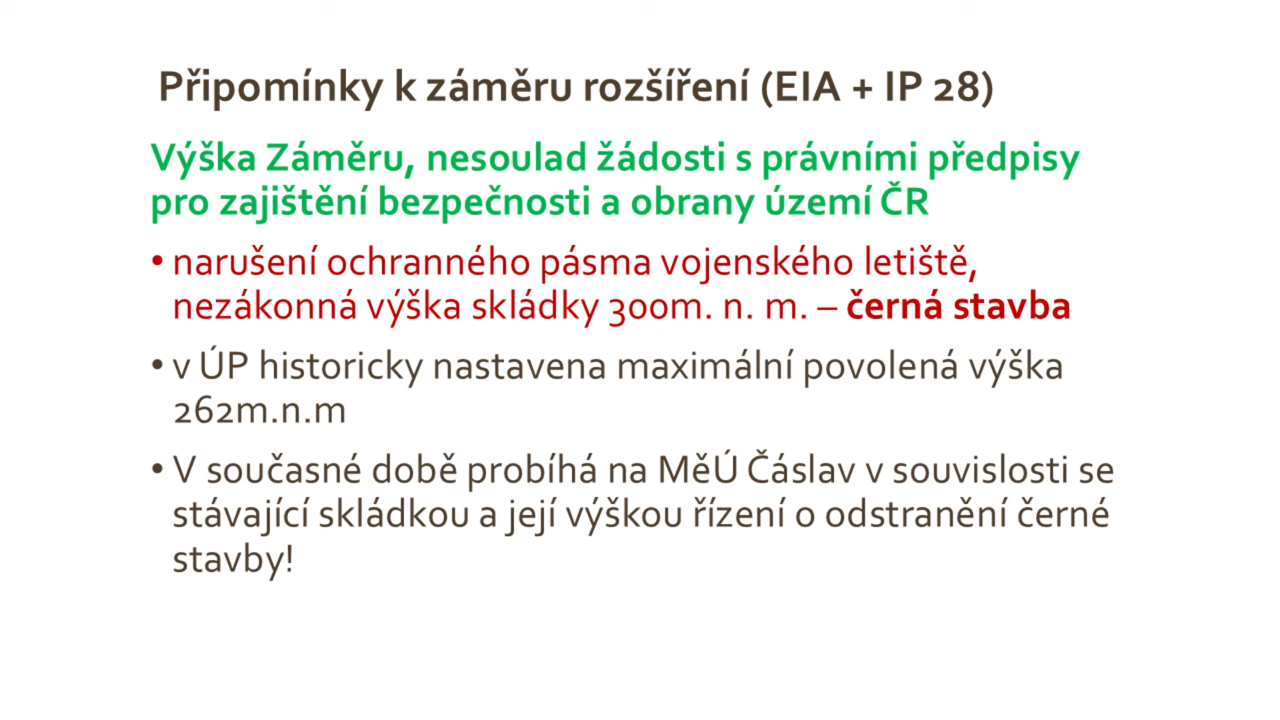 Připomínky k záměru rozšíření (EIA + IP 28)
Výška Záměru, nesoulad žádosti s právními předpisy
pro zajištění bezpečnosti a obrany území ČR
• narušení ochranného pásma vojenského letiště,
nezákonná výška skládky 300m. n. m. – černá stavba
• v ÚP historicky nastavena maximální povolená výška
262m.n.m
• V současné době probíhá na MěÚ Čáslav v souvislosti se
stávající skládkou a její výškou řízení o odstranění černé
stavby!